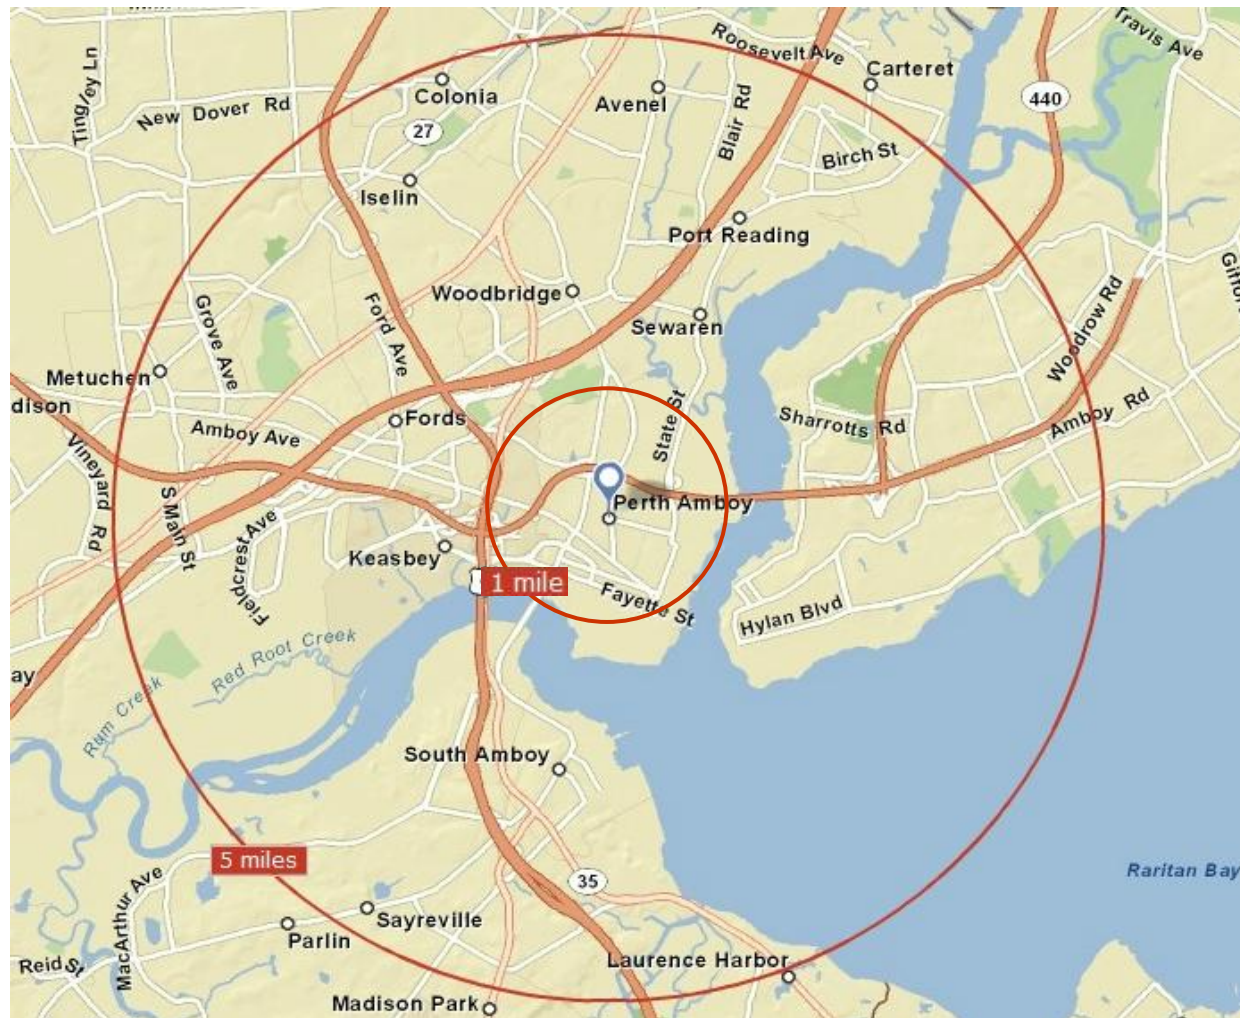 Travis Ave
Roosevelt Ave
Carteret
Ting/ey Ln
Colonia
Avenel
440
New Dover Rd
27
Blair Rd
Birch St
Iselin
Port Reading
Woodbridge
Sewaren
Grove Ave
Ford Ave
Woodrow Rd
Metuchen
dison
Fords
Amboy Ave
State St
Sharrotts Rd
Amboy Rd
Vineyard Rd
S Main St
Perth Amboy
Fieldcrest Ave
Keasbey
1 mile
Fayette St
Hylan Blvd
Red Root Creek
ay
Rum Creek
South Amboy
5 miles
35
Raritan Bay
MacArthur Ave
Sayreville
Parlin
Reid St
Laurence Harbor
Madison Park